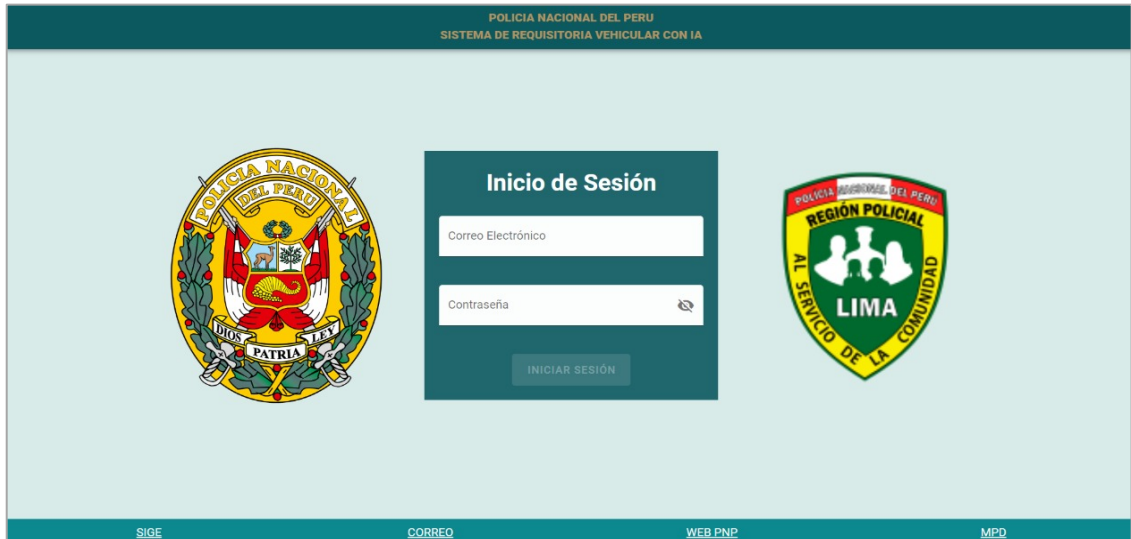 POLICIA NACIONAL DEL PERU
SISTEMA DE REQUISITORIA VEHICULAR CON IA
POLICIA NACIONAL
DEL PERU
DIOS PATRIA LEY
Inicio de Sesión
Correo Electrónico
Contraseña
INICIAR SESIÓN
POLICIA NACIONAL DEL PERU
REGIÓN POLICIAL
LIMA
AL SERVICIO DE LA COMUNIDAD
SIGE
CORREO
WEB PNP
MPD